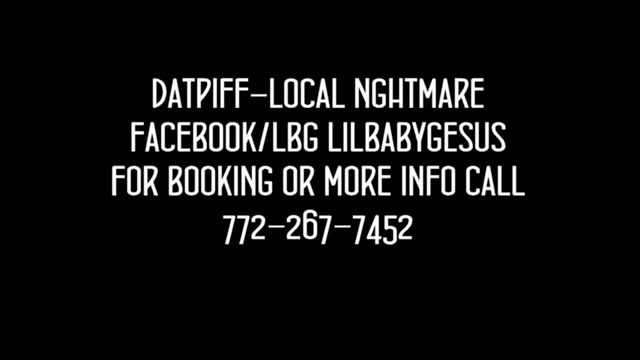 DATPIFF-LOCAL NGHTMARE
FACEBOOK/LBG LILBABYGESUS
FOR BOOKING OR MORE INFO CALL
772-267-7452